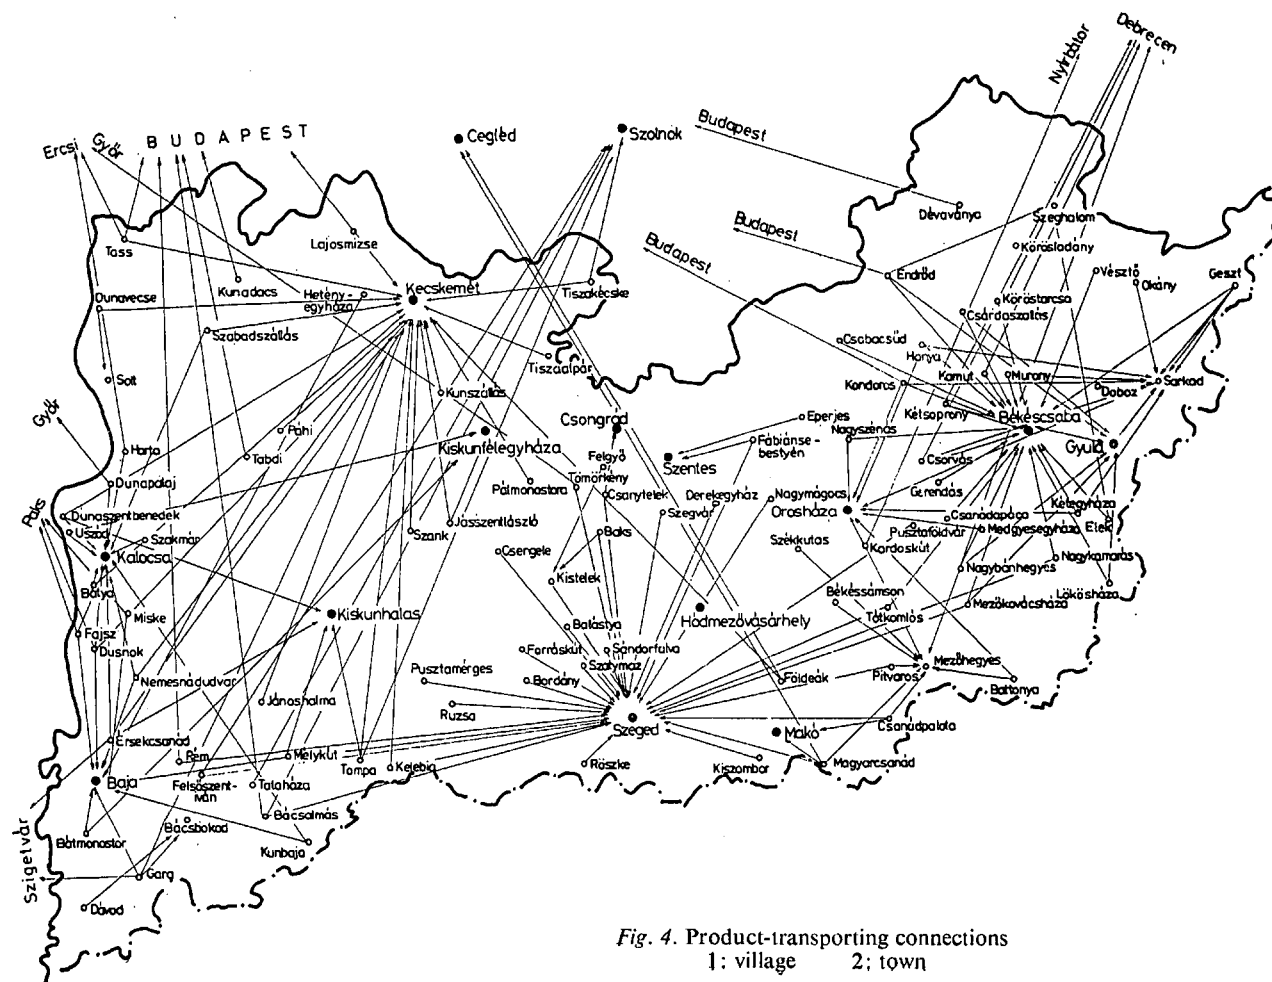 Nyírbátor
Debrecen
Ercsi
Győr
BUDAPEST
Cegléd
Szolnok
Budapest
Dévaványa
Szeghalom
Budapest
Körösladány
Tass
Lajosmizse
Budapest
Endrőd
Vésztő
Okány
Geszt
Kunadacs
Kecskemét
Tiszakécske
Dunavecse
Hetény-
egyháza
Köröstarcsa
Csárdaszállás
Szabadszállás
Csabacsűd
Hunya
Tiszaalpár
Solt
Kunszállás
Kamut
Murony
Sarkad
Kondoros
Doboz
Győr
Csongrád
Eperjes
Kétsoprony
Békéscsaba
Páhi
Kiskunfélegyháza
Nagyszénás
Gyula
Harta
Tabdi
Felgyő
Szentes
Fábiánse-
bestyén
Csorvás
Dunapataj
Pálmonostora
Tömörkény
Csanytelek
Derekegyház
Nagymágocs
Gerendás
Paks
Dunaszentbenedek
Jásszentlászló
Szegvár
Orosháza
Csanádapáca
Kétegyháza
Uszod
Szakmár
Szank
Baks
Pusztaföldvár
Medgyesegyháza
Elek
Kalocsa
Csengele
Székkutas
Kardoskút
Nagykamarás
Bátya
Kistelek
Nagybánhegyes
Lökösháza
Miske
Kiskunhalas
Hódmezővásárhely
Békéssámson
Tótkomlós
Mezőkovácsháza
Fajsz
Balástya
Dusnok
Forráskút
Sándorfalva
Pusztamérges
Szatymaz
Mezőhegyes
Nemesnádudvar
Bordány
Földeák
Pitvaros
Battonya
Jánoshalma
Ruzsa
Szeged
Makó
Csanádpalota
Érsekcsanád
Rém
Mélykút
Tompa
Kelebia
Röszke
Kiszombor
Magyarcsanád
Baja
Felsőszent-
iván
Tataháza
Szigetvár
Bácsalmás
Bátmonostor
Bácsbokod
Kunbaja
Gara
Dávod
Fig. 4. Product-transporting connections
1: village 2: town